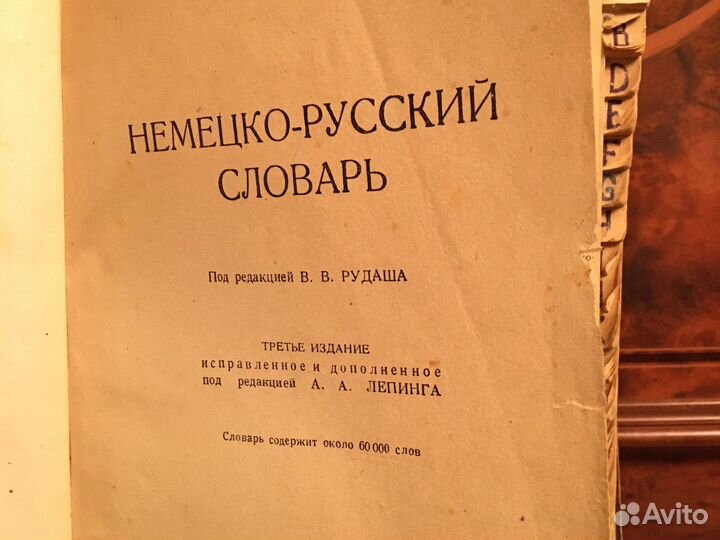 НЕМЕЦКО-РУССКИЙ
СЛОВАРЬ
Под редакцией В. В. РУДАША
ТРЕТЬЕ ИЗДАНИЕ
исправленное и дополненное
под редакцией А. А. ЛЕПИНГА
Словарь содержит около 60 000 слов
B
D
E
F
G
Avito